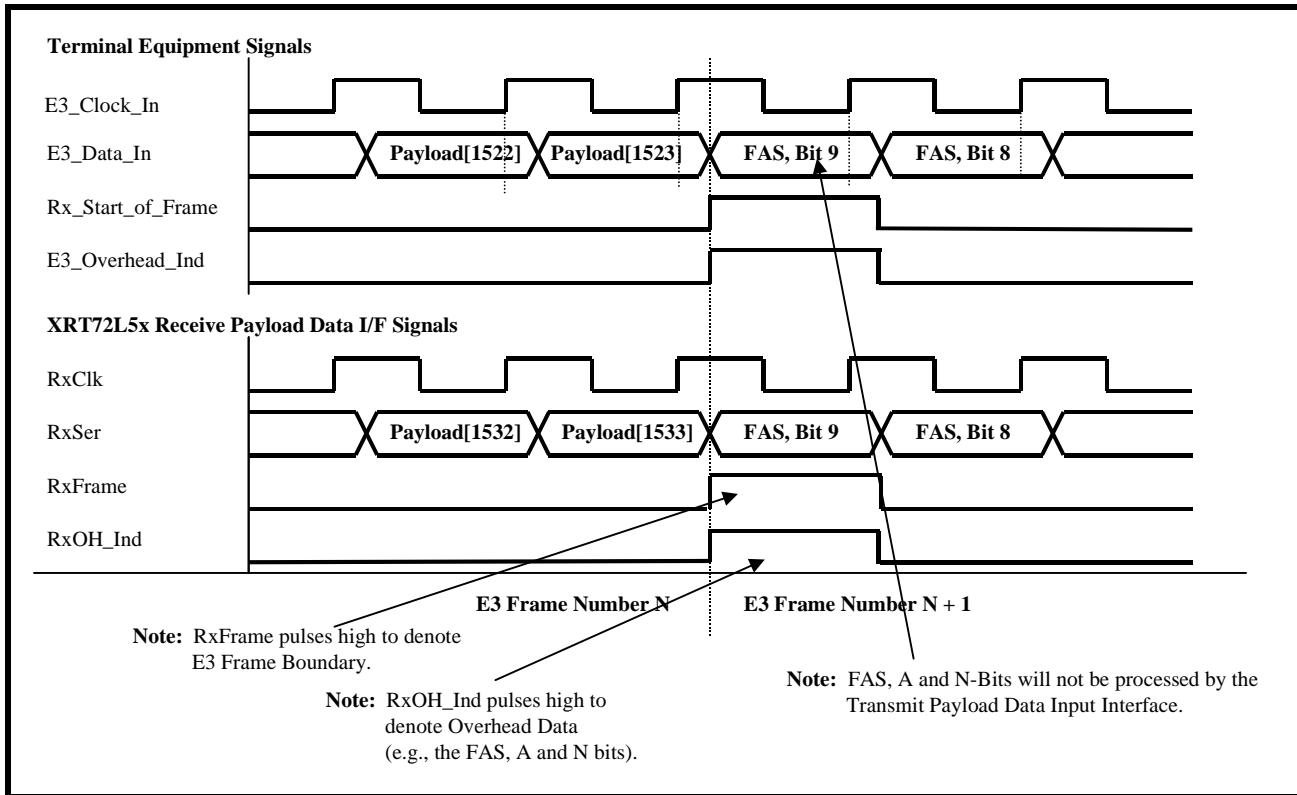 Terminal Equipment Signals
E3_Clock_In
E3_Data_In
Payload[1522] Payload[1523] FAS, Bit 9 FAS, Bit 8
Rx_Start_of_Frame
E3_Overhead_Ind
XRT72L5x Receive Payload Data I/F Signals
RxClk
RxSer
Payload[1532] Payload[1533] FAS, Bit 9 FAS, Bit 8
RxFrame
RxOH_Ind
E3 Frame Number N E3 Frame Number N + 1
Note: RxFrame pulses high to denote
E3 Frame Boundary.
Note: RxOH_Ind pulses high to
denote Overhead Data
(e.g., the FAS, A and N bits).
Note: FAS, A and N-Bits will not be processed by the
Transmit Payload Data Input Interface.